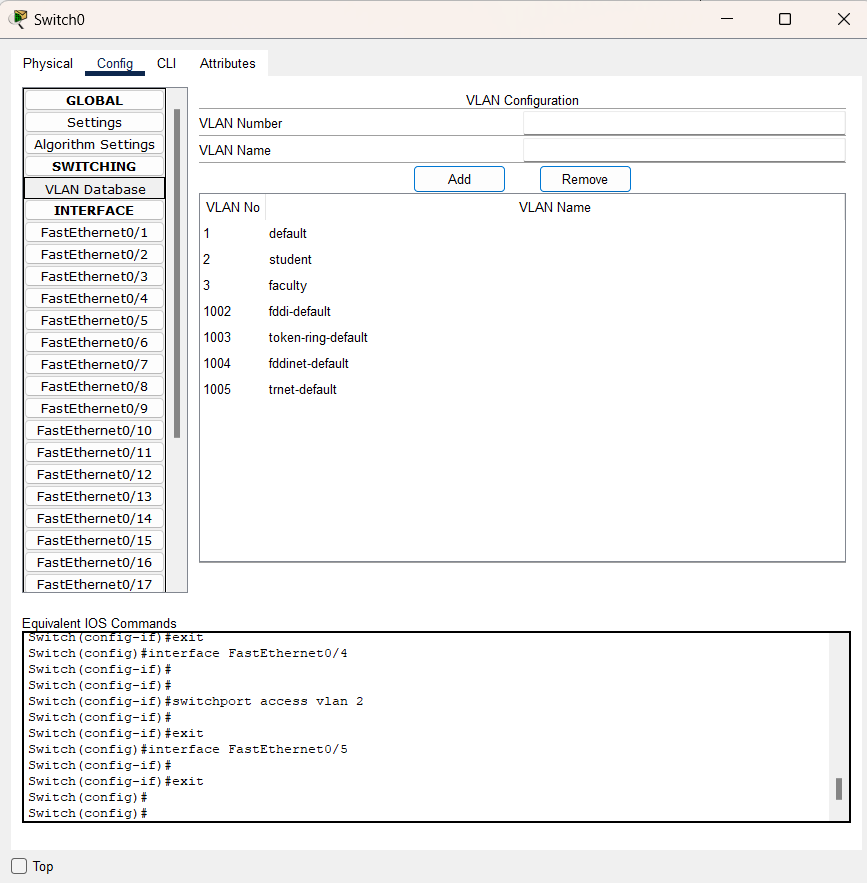 Switch0
Physical Config CLI Attributes
GLOBAL
Settings
Algorithm Settings
SWITCHING
VLAN Database
INTERFACE
FastEthernet0/1
FastEthernet0/2
FastEthernet0/3
FastEthernet0/4
FastEthernet0/5
FastEthernet0/6
FastEthernet0/7
FastEthernet0/8
FastEthernet0/9
FastEthernet0/10
FastEthernet0/11
FastEthernet0/12
FastEthernet0/13
FastEthernet0/14
FastEthernet0/15
FastEthernet0/16
FastEthernet0/17
VLAN Configuration
VLAN Number
VLAN Name
Add Remove
VLAN No VLAN Name
1 default
2 student
3 faculty
1002 fddi-default
1003 token-ring-default
1004 fddinet-default
1005 trnet-default
Equivalent IOS Commands
Switch(config-if)#exit
Switch(config)#interface FastEthernet0/4
Switch(config-if)#
Switch(config-if)#
Switch(config-if)#switchport access vlan 2
Switch(config-if)#
Switch(config-if)#exit
Switch(config)#interface FastEthernet0/5
Switch(config-if)#
Switch(config-if)#exit
Switch(config)#
Switch(config)#
Top